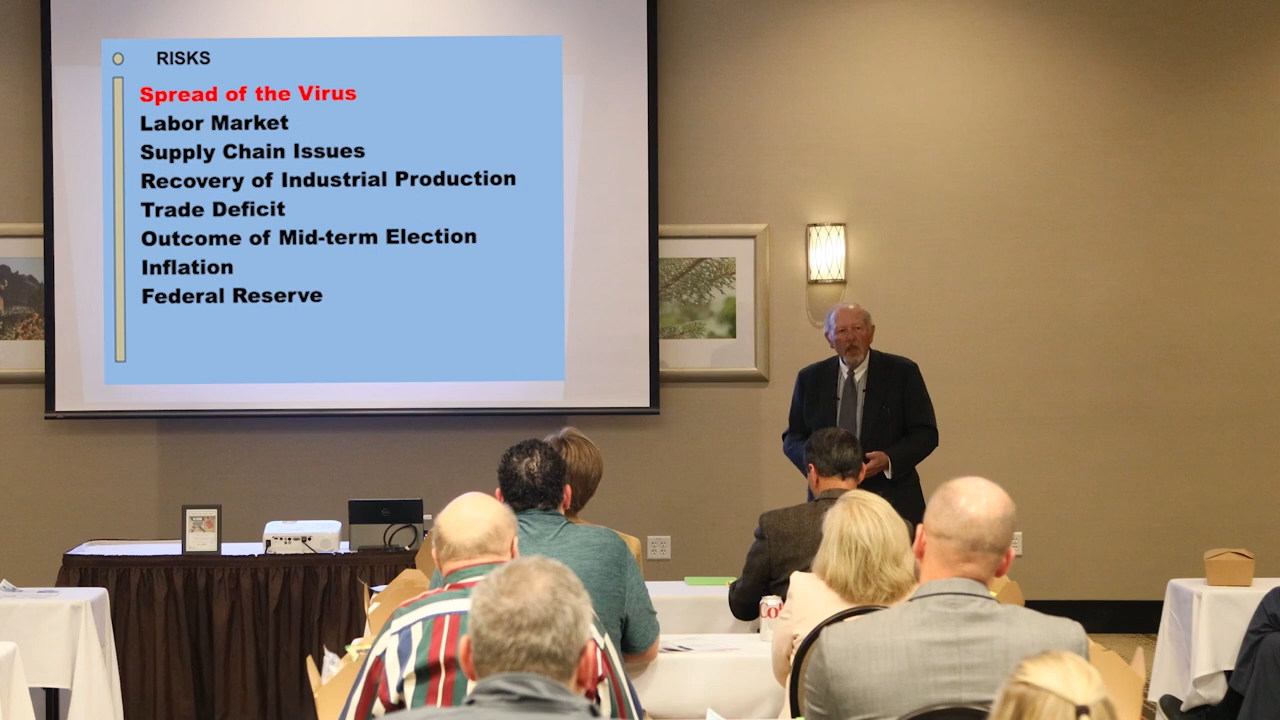 RISKS
Spread of the Virus
Labor Market
Supply Chain Issues
Recovery of Industrial Production
Trade Deficit
Outcome of Mid-term Election
Inflation
Federal Reserve